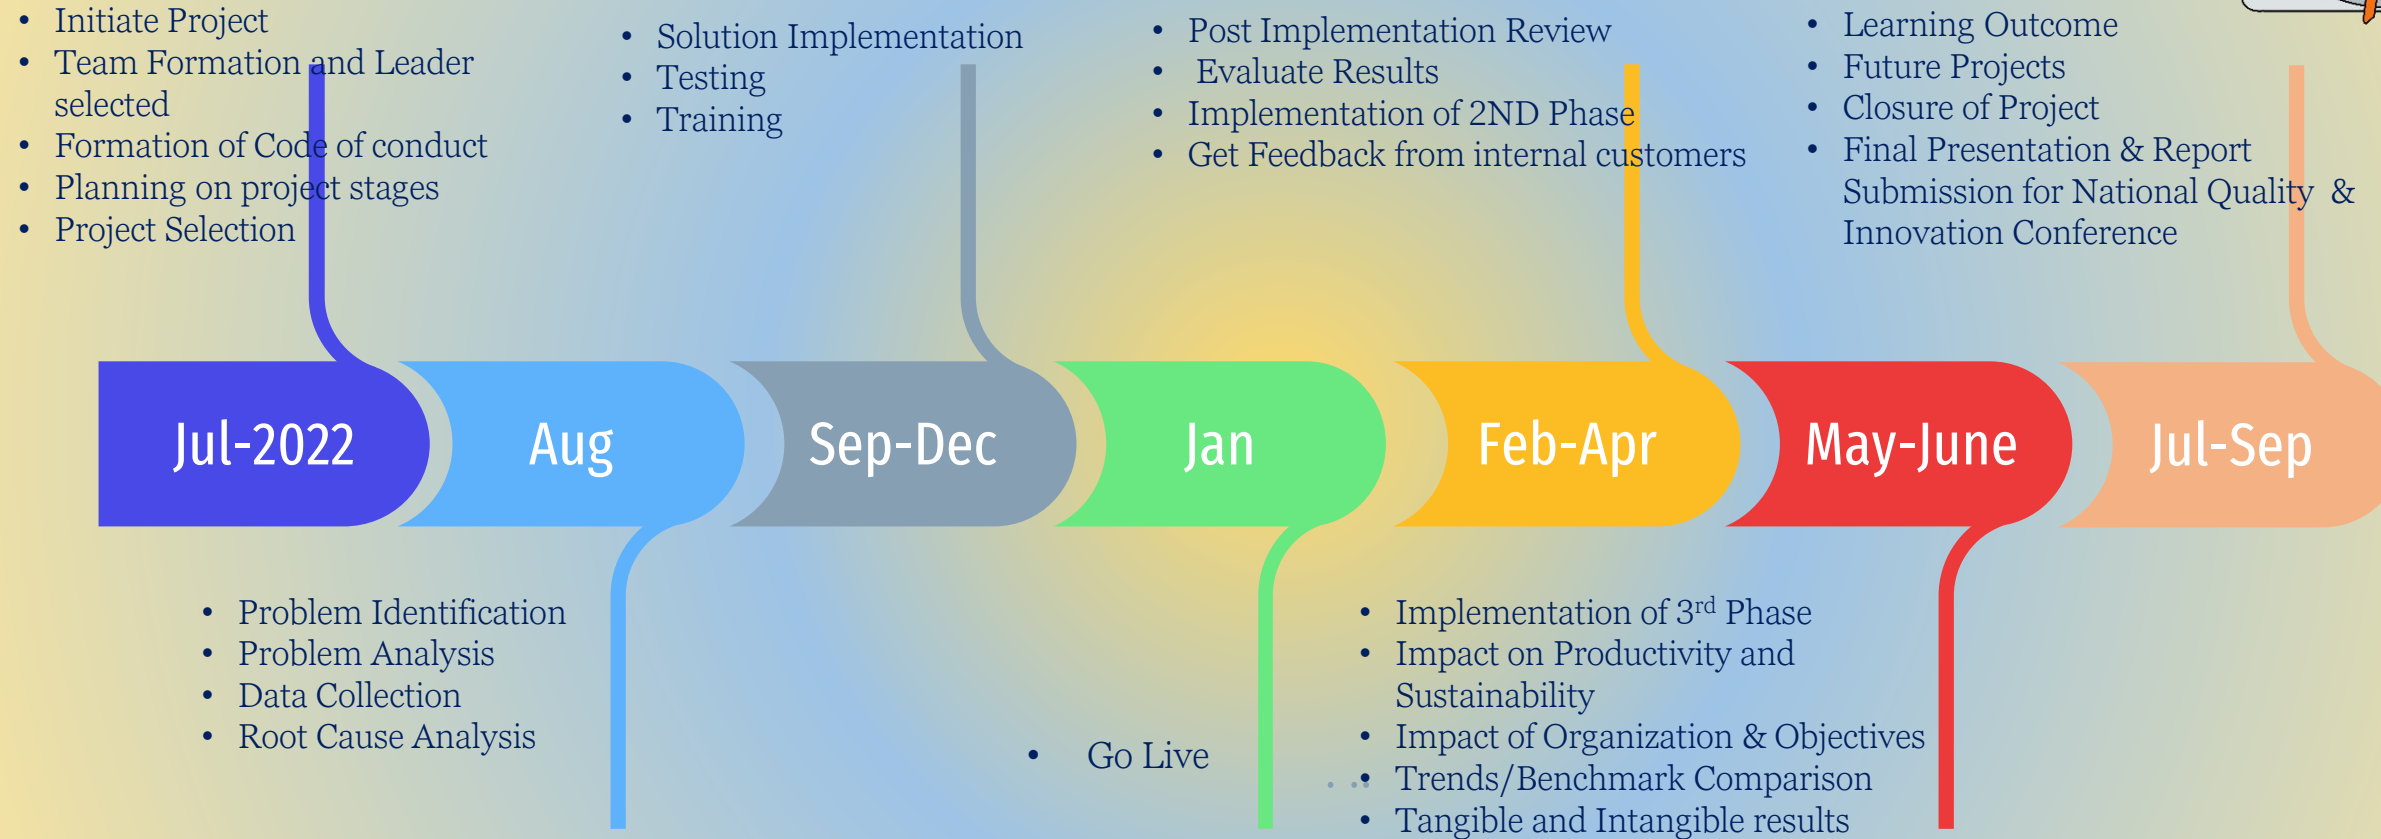 • Initiate Project
• Team Formation and Leader
selected
• Formation of Code of conduct
• Planning on project stages
• Project Selection
• Solution Implementation
• Testing
• Training
• Post Implementation Review
• Evaluate Results
• Implementation of 2ND Phase
• Get Feedback from internal customers
• Learning Outcome
• Future Projects
• Closure of Project
• Final Presentation & Report
Submission for National Quality &
Innovation Conference
Jul-2022
Aug
Sep-Dec
Jan
Feb-Apr
May-June
Jul-Sep
• Problem Identification
• Problem Analysis
• Data Collection
• Root Cause Analysis
• Go Live
• Implementation of 3rd Phase
• Impact on Productivity and
Sustainability
• Impact of Organization & Objectives
• Trends/Benchmark Comparison
• Tangible and Intangible results